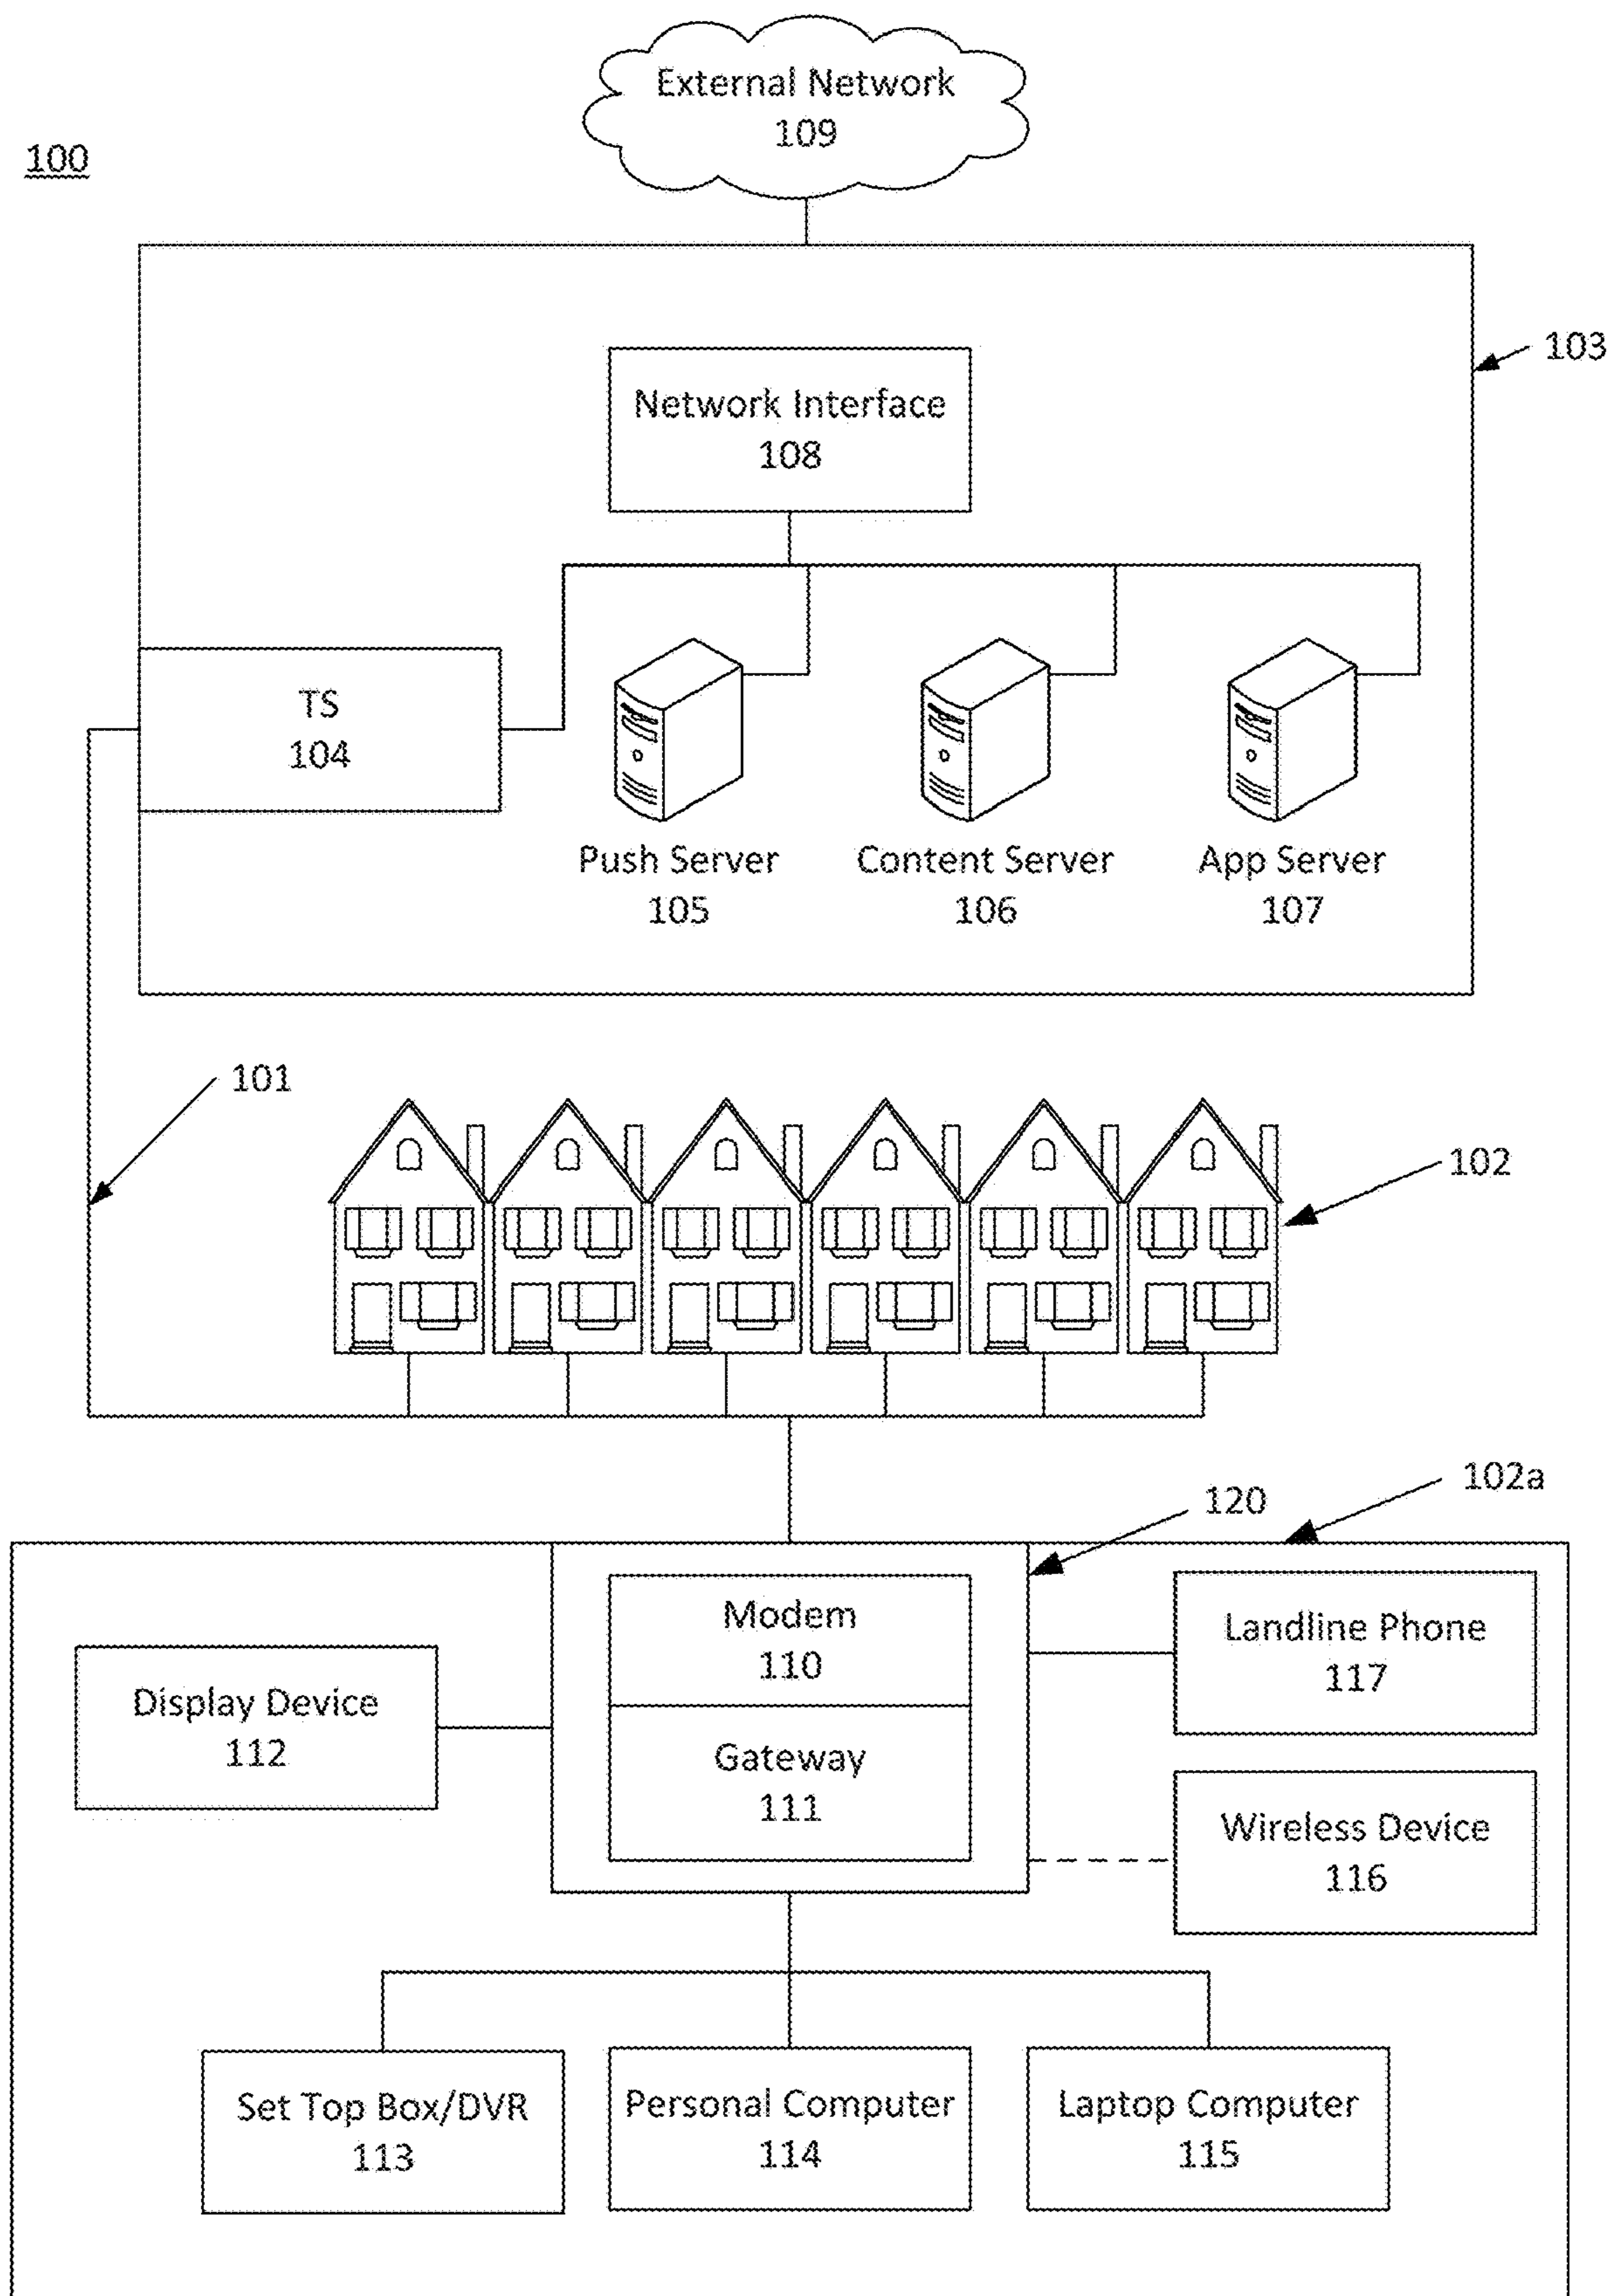 External Network
109
100
103
Network Interface
108
TS
104
Push Server
105
Content Server
106
App Server
107
101
102
102a
120
Modem
110
Landline Phone
117
Display Device
112
Gateway
111
Wireless Device
116
Set Top Box/DVR
113
Personal Computer
114
Laptop Computer
115